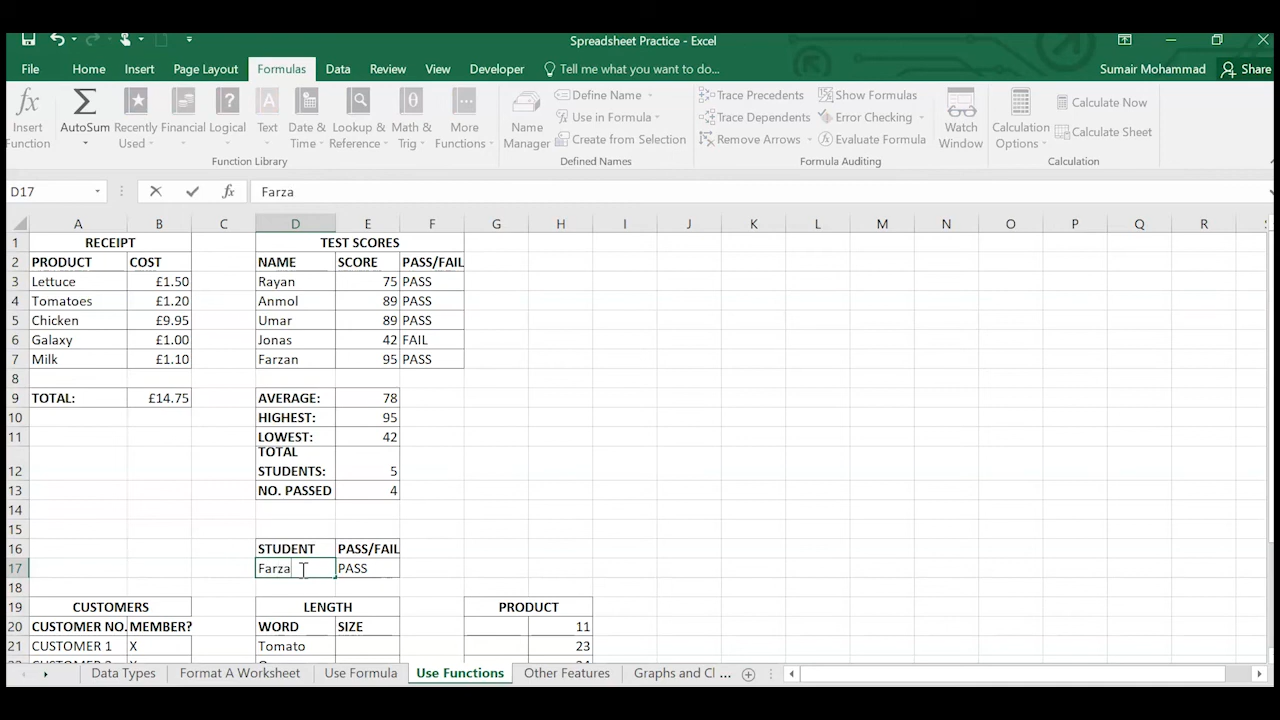 Spreadsheet Practice - Excel
File Home Insert Page Layout Formulas Data Review View Developer Tell me what you want to do... Sumair Mohammad Share
Insert Function AutoSum Recently Used Financial Logical Text Date & Time Lookup & Reference Math & Trig More Functions
Function Library
Name Manager Define Name Use in Formula Create from Selection
Defined Names
Trace Precedents Trace Dependents Remove Arrows Show Formulas Error Checking Evaluate Formula Watch Window
Formula Auditing
Calculation Options Calculate Now Calculate Sheet
Calculation
D17 fx Farza
A B C D E F G H I J K L M N O P Q R
1 RECEIPT TEST SCORES
2 PRODUCT COST NAME SCORE PASS/FAIL
3 Lettuce £1.50 Rayan 75 PASS
4 Tomatoes £1.20 Anmol 89 PASS
5 Chicken £9.95 Umar 89 PASS
6 Galaxy £1.00 Jonas 42 FAIL
7 Milk £1.10 Farzan 95 PASS
8
9 TOTAL: £14.75 AVERAGE: 78
10 HIGHEST: 95
11 LOWEST: 42
TOTAL
12 STUDENTS: 5
13 NO. PASSED 4
14
15
16 STUDENT PASS/FAIL
17 Farza PASS
18
19 CUSTOMERS LENGTH PRODUCT
20 CUSTOMER NO. MEMBER? WORD SIZE 11
21 CUSTOMER 1 X Tomato 23
Data Types Format A Worksheet Use Formula Use Functions Other Features Graphs and Cl ...